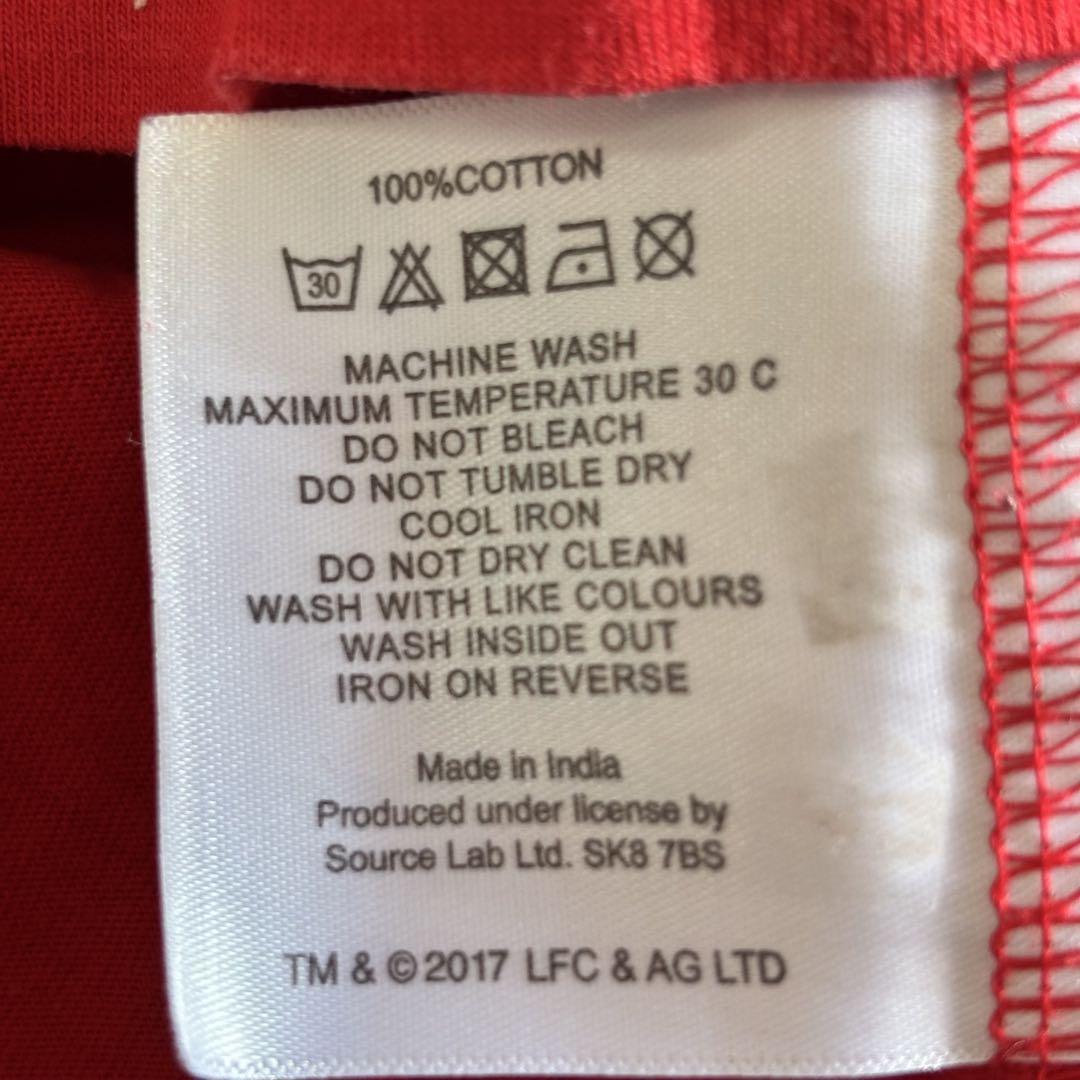 100%COTTON
30
MACHINE WASH
MAXIMUM TEMPERATURE 30 C
DO NOT BLEACH
DO NOT TUMBLE DRY
COOL IRON
DO NOT DRY CLEAN
WASH WITH LIKE COLOURS
WASH INSIDE OUT
IRON ON REVERSE
Made in India
Produced under license by
Source Lab Ltd. SK8 7BS
TM & © 2017 LFC & AG LTD